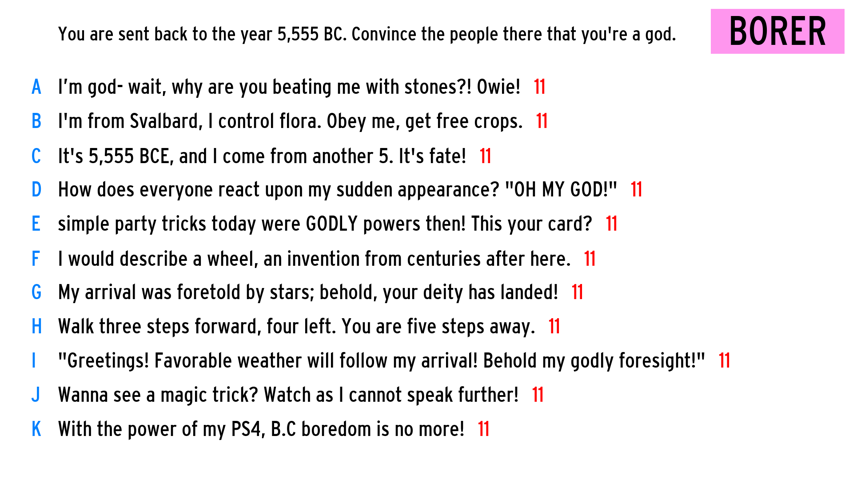 You are sent back to the year 5,555 BC. Convince the people there that you're a god.
BORER
A I’m god- wait, why are you beating me with stones?! Owie! 11
B I'm from Svalbard, I control flora. Obey me, get free crops. 11
C It's 5,555 BCE, and I come from another 5. It's fate! 11
D How does everyone react upon my sudden appearance? "OH MY GOD!" 11
E simple party tricks today were GODLY powers then! This your card? 11
F I would describe a wheel, an invention from centuries after here. 11
G My arrival was foretold by stars; behold, your deity has landed! 11
H Walk three steps forward, four left. You are five steps away. 11
I "Greetings! Favorable weather will follow my arrival! Behold my godly foresight!" 11
J Wanna see a magic trick? Watch as I cannot speak further! 11
K With the power of my PS4, B.C boredom is no more! 11